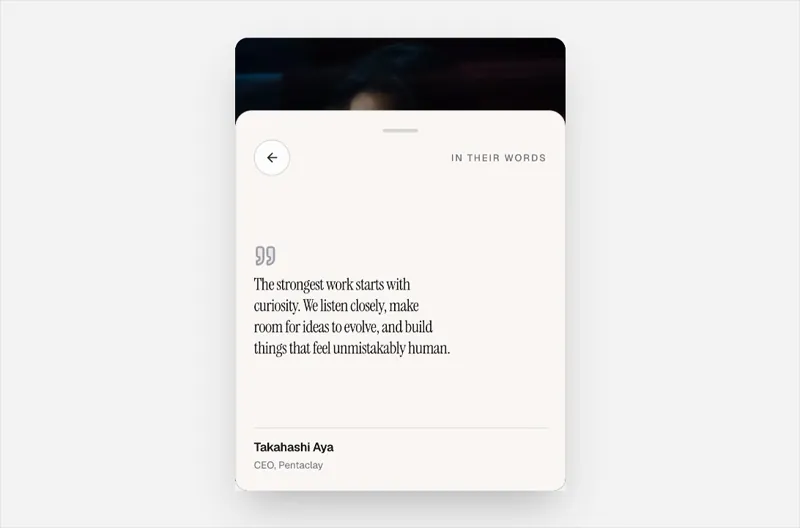 IN THEIR WORDS
The strongest work starts with
curiosity. We listen closely, make
room for ideas to evolve, and build
things that feel unmistakably human.
Takahashi Aya
CEO, Pentaclay